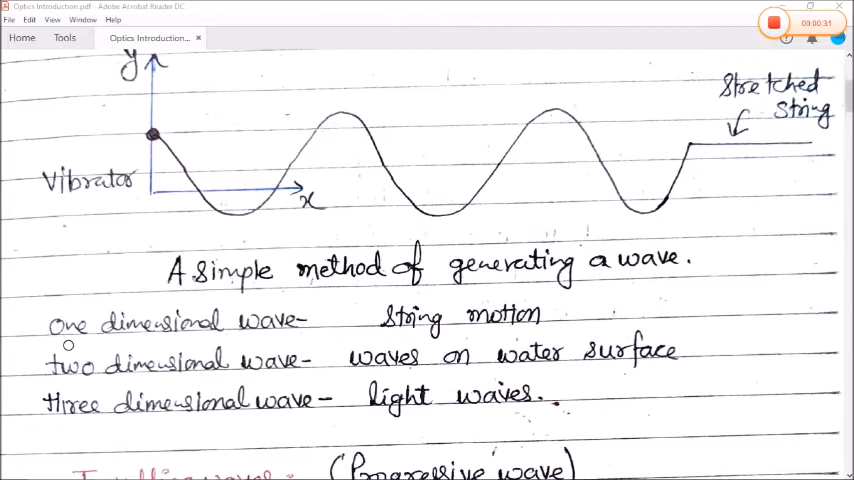 Optics Introduction.pdf - Adobe Acrobat Reader DC
File Edit View Window Help
Home Tools Optics Introduction... ×
00:00:31
y
Stretched
String
Vibrator
x
A simple method of generating a wave.
one dimensional wave- String motion
two dimensional wave- waves on water surface
three dimensional wave- light waves.
(Progressive wave)